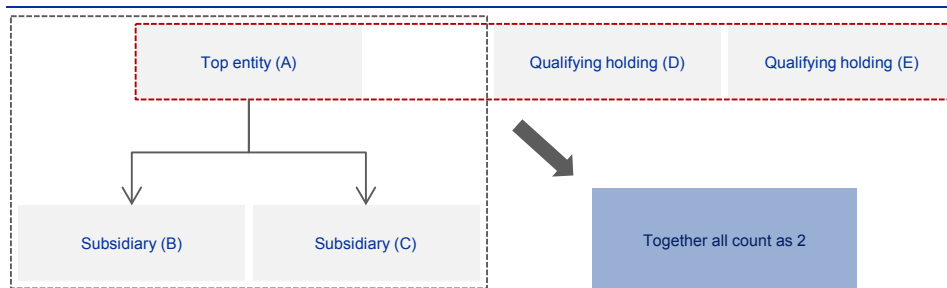 Top entity (A)
Qualifying holding (D)
Qualifying holding (E)
Subsidiary (B)
Subsidiary (C)
Together all count as 2